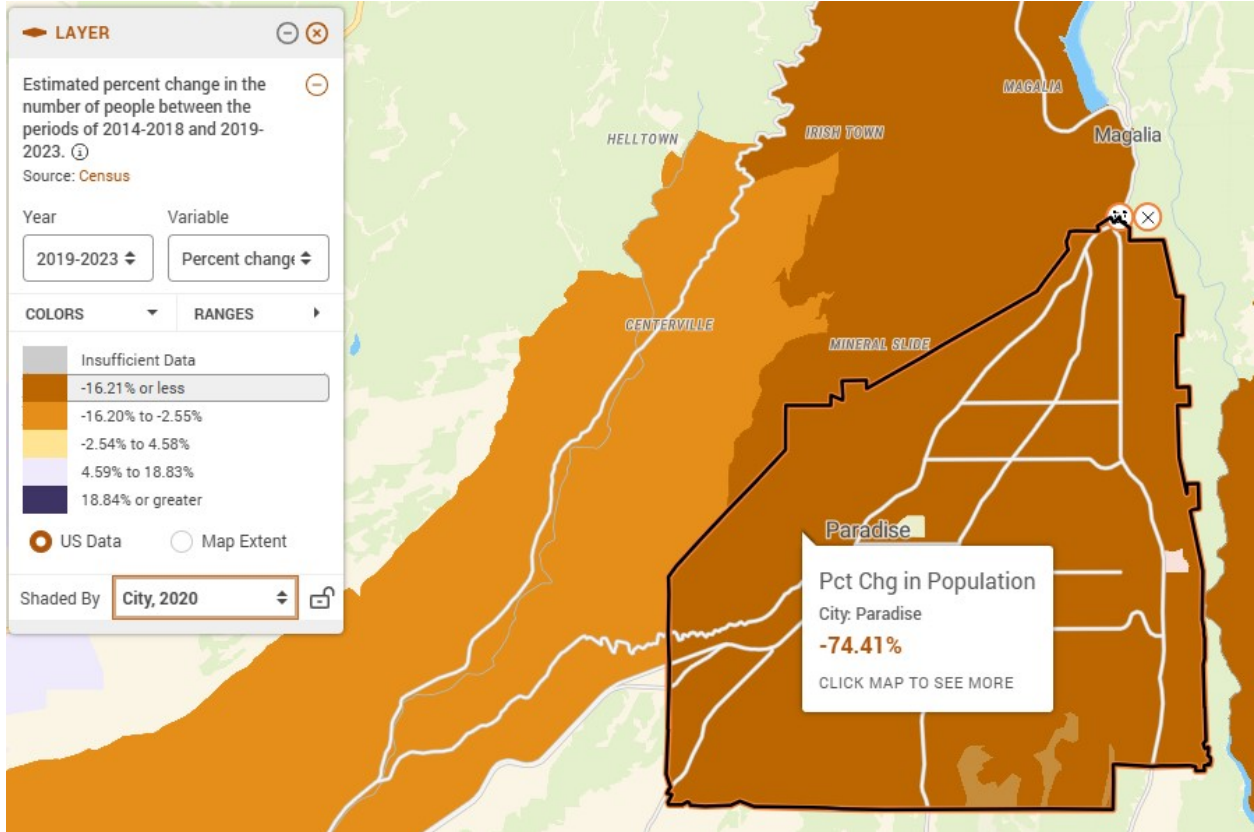 LAYER
Estimated percent change in the
number of people between the
periods of 2014-2018 and 2019-
2023.
Source: Census
Year
Variable
2019-2023
Percent change
COLORS
RANGES
Insufficient Data
-16.21% or less
-16.20% to -2.55%
-2.54% to 4.58%
4.59% to 18.83%
18.84% or greater
US Data
Map Extent
Shaded By
City, 2020
MAGALIA
HELLTOWN
IRISH TOWN
Magalia
CENTERVILLE
MINERAL SLIDE
Paradise
Pct Chg in Population
City: Paradise
-74.41%
CLICK MAP TO SEE MORE